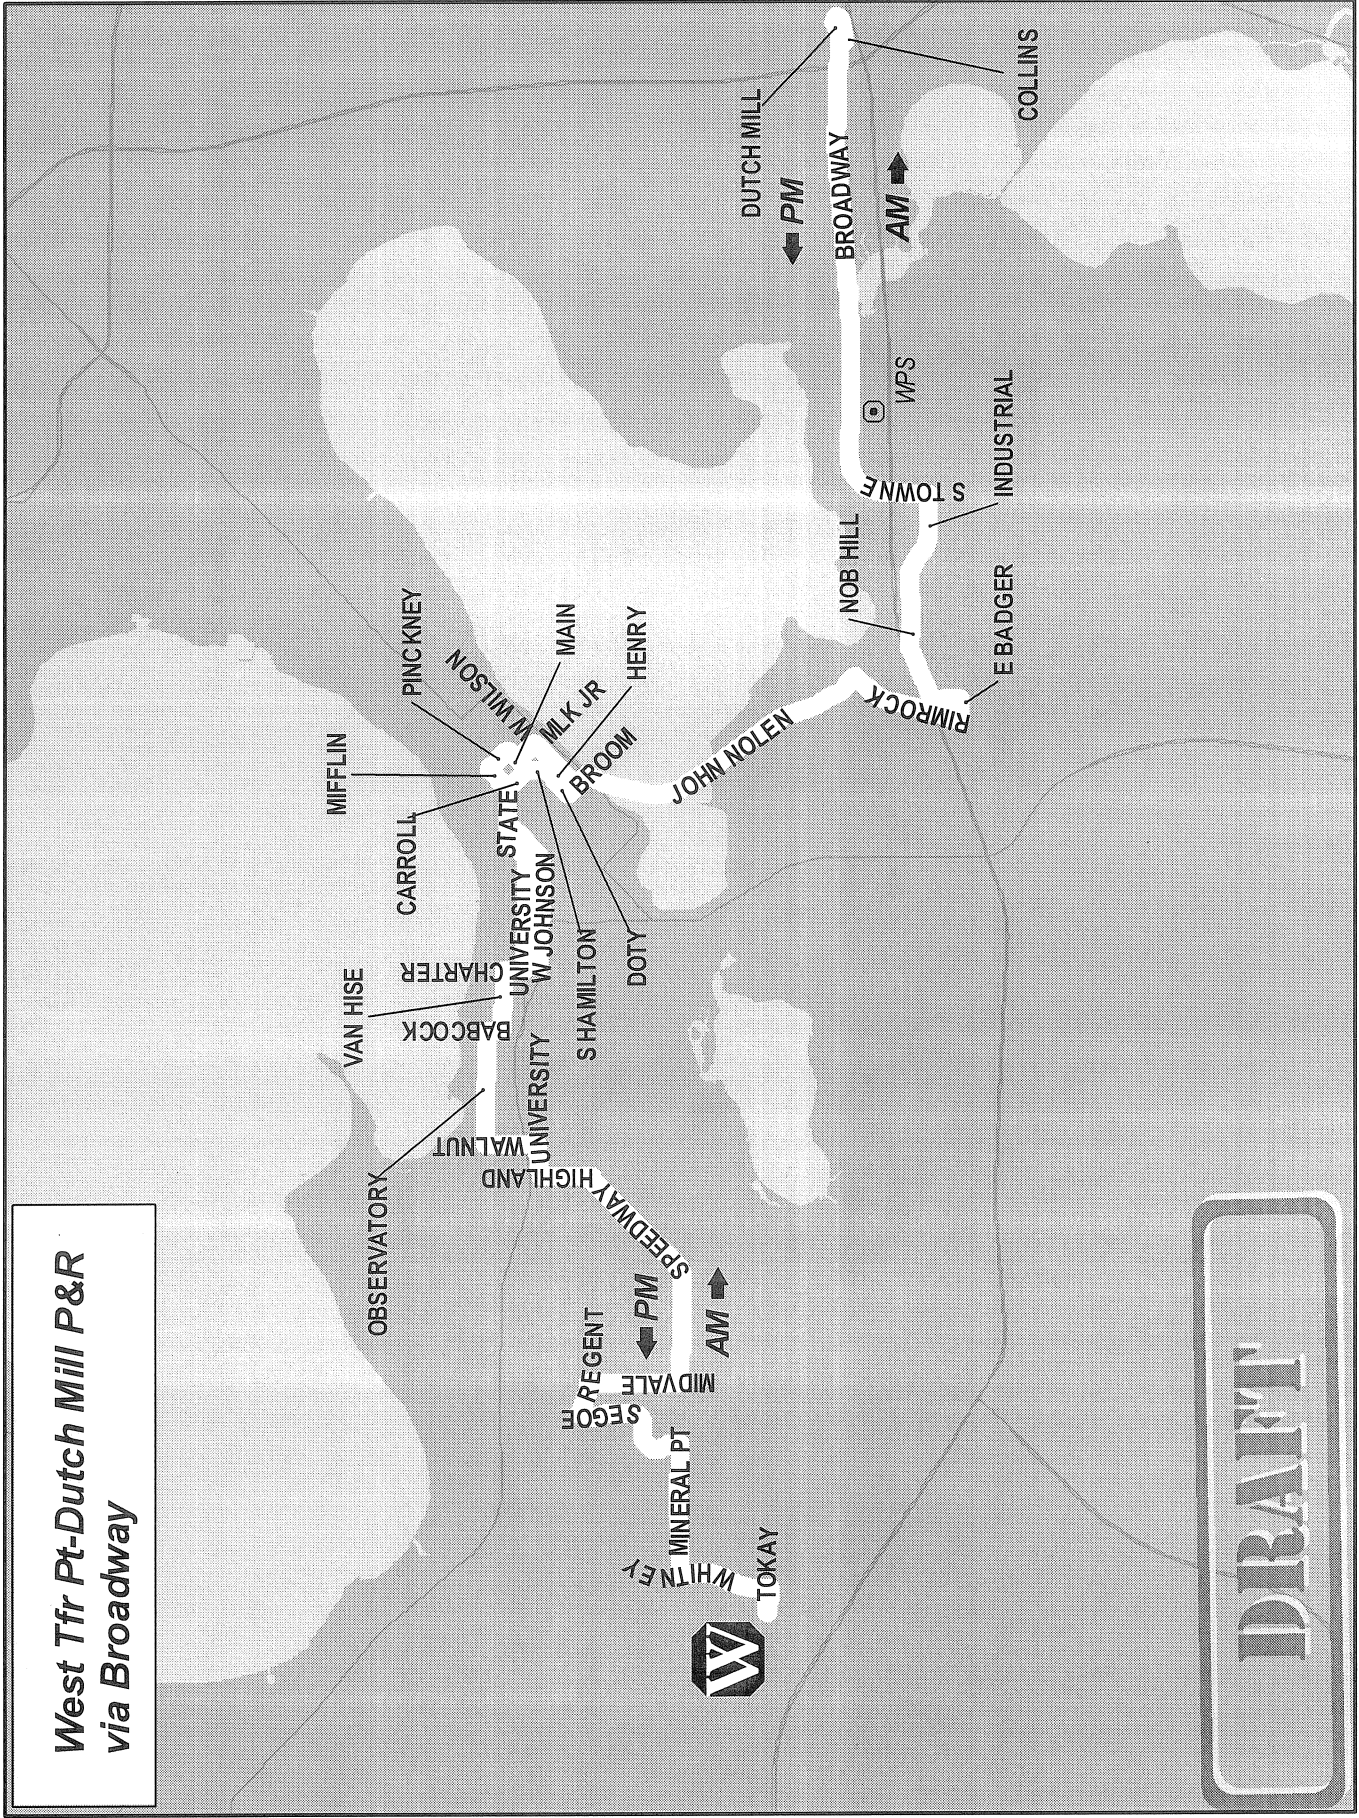 West Tfr Pt-Dutch Mill P&R
via Broadway
MIFFLIN
PINCKNEY
CARROLL
W WILSON
VAN HISE
CHARTER
STATE
MAIN
MLK JR
OBSERVATORY
BABCOCK
UNIVERSITY
W JOHNSON
HENRY
BROOM
WALNUT
UNIVERSITY
S HAMILTON
DOTY
HIGHLAND
SPEEDWAY
JOHN NOLEN
DUTCH MILL
PM
BROADWAY
AM
COLLINS
REGENT
PM
AM
SEGOE
MIDVALE
NOB HILL
WPS
S TOWNE
INDUSTRIAL
RIMROCK
E BADGER
MINERAL PT
WHITNEY
TOKAY
W
DRAFT